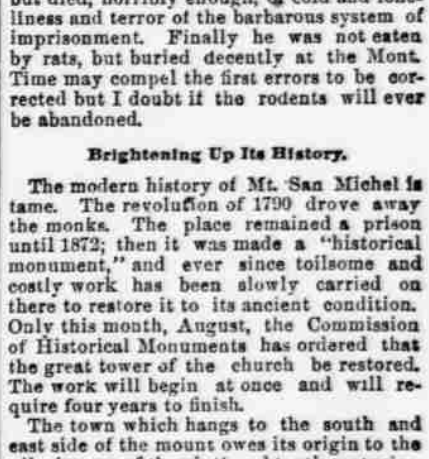 but died, horribly enough, of cold and lone-
liness and terror of the barbarous system of
imprisonment. Finally he was not eaten
by rats, but buried decently at the Mont.
Time may compel the first errors to be cor-
rected but I doubt if the rodents will ever
be abandoned.
Brightening Up Its History.
The modern history of Mt. San Michel is
tame. The revolution of 1790 drove away
the monks. The place remained a prison
until 1872; then it was made a "historical
monument," and ever since toilsome and
costly work has been slowly carried on
there to restore it to its ancient condition.
Only this month, August, the Commission
of Historical Monuments has ordered that
the great tower of the church be restored.
The work will begin at once and will re-
quire four years to finish.
The town which hangs to the south and
east side of the mount owes its origin to the